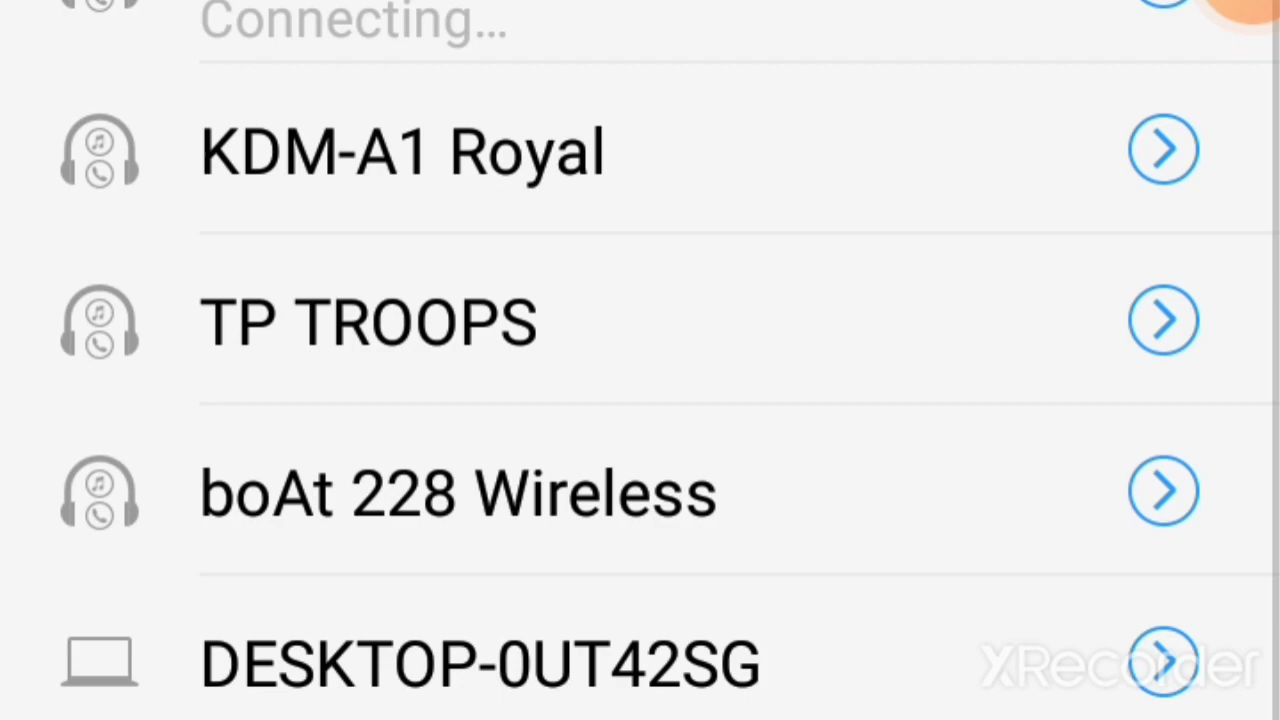 Connecting...
KDM-A1 Royal
TP TROOPS
boAt 228 Wireless
DESKTOP-0UT42SG
XRecorder